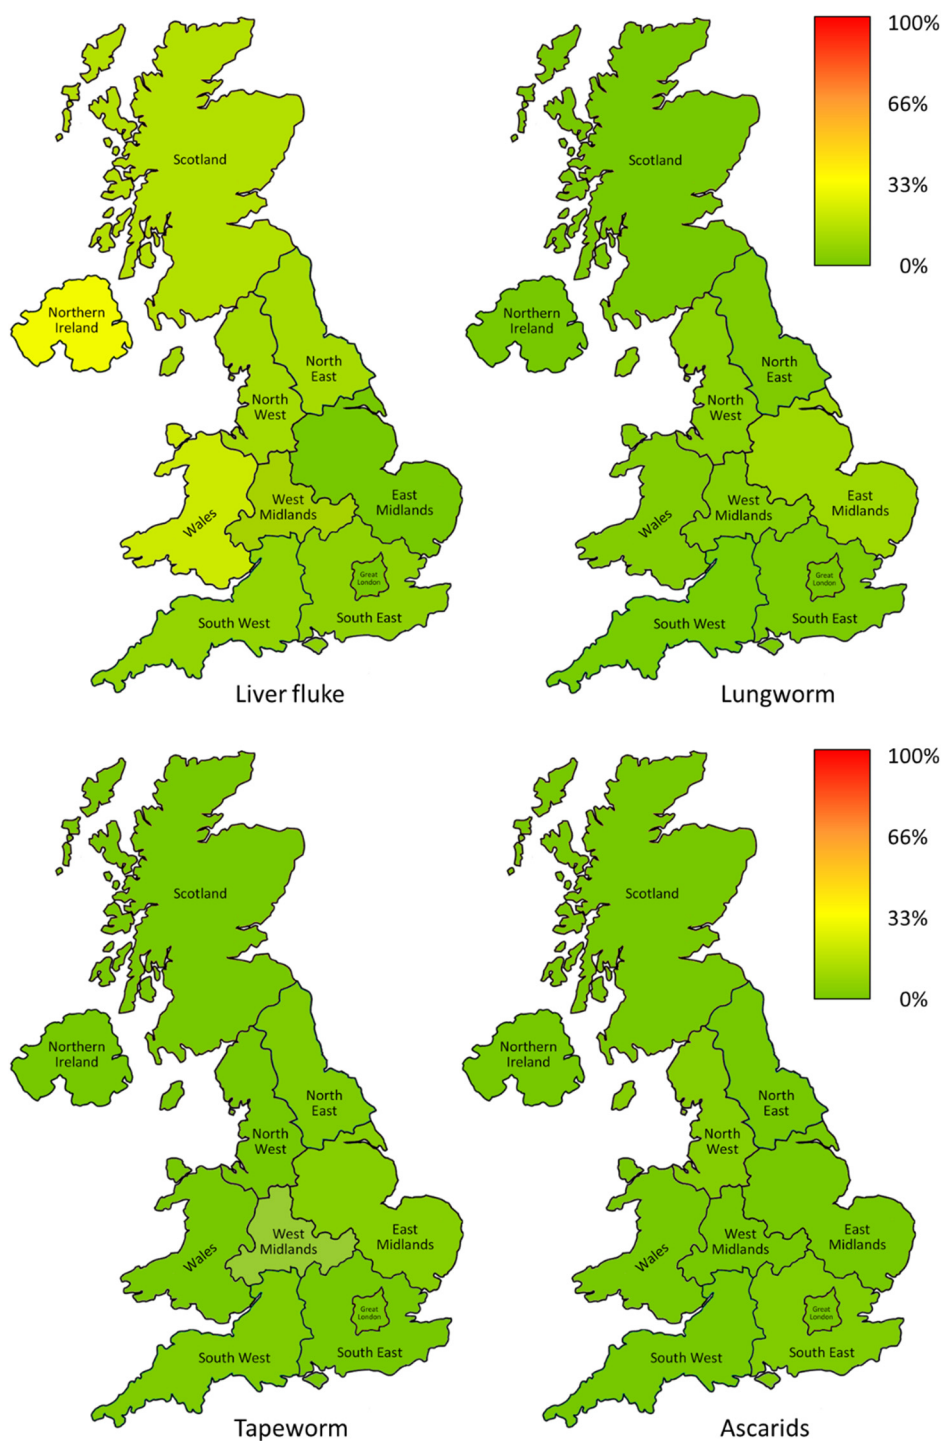 100%
66%
33%
0%
Scotland
Northern
Ireland
North
East
North
West
West
Midlands
East
Midlands
Wales
Great
London
South West
South East
Liver fluke
Scotland
Northern
Ireland
North
East
North
West
West
Midlands
East
Midlands
Wales
Great
London
South West
South East
Lungworm
100%
66%
33%
0%
Scotland
Northern
Ireland
North
East
North
West
West
Midlands
East
Midlands
Wales
Great
London
South West
South East
Tapeworm
Scotland
Northern
Ireland
North
East
North
West
West
Midlands
East
Midlands
Wales
Great
London
South West
South East
Ascarids